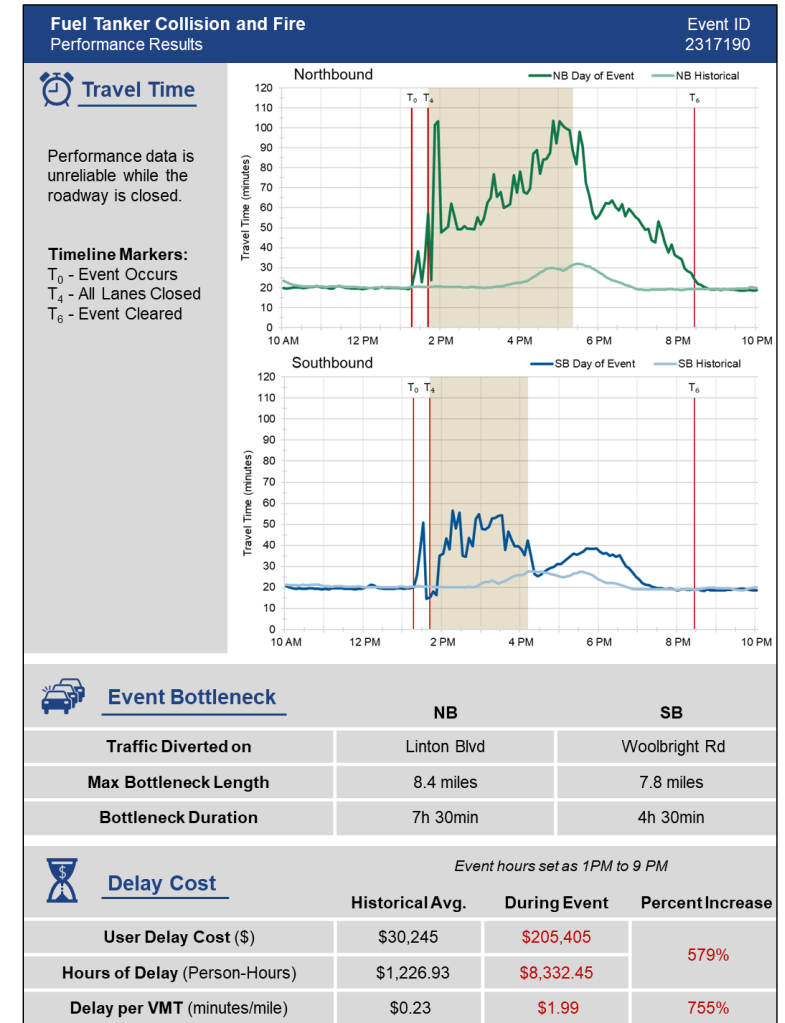 Fuel Tanker Collision and Fire
Event ID
Performance Results
2317190
Travel Time
Performance data is
unreliable while the
roadway is closed.
Timeline Markers:
T0 - Event Occurs
T4 - All Lanes Closed
T6 - Event Cleared
Northbound
NB Day of Event
NB Historical
T0 T4 T6
Travel Time (minutes)
120
110
100
90
80
70
60
50
40
30
20
10
0
10 AM 12 PM 2 PM 4 PM 6 PM 8 PM 10 PM
Southbound
SB Day of Event
SB Historical
T0 T4 T6
Travel Time (minutes)
120
110
100
90
80
70
60
50
40
30
20
10
0
10 AM 12 PM 2 PM 4 PM 6 PM 8 PM 10 PM
Event Bottleneck
NB SB
Traffic Diverted on Linton Blvd Woolbright Rd
Max Bottleneck Length 8.4 miles 7.8 miles
Bottleneck Duration 7h 30min 4h 30min
$
Delay Cost
Event hours set as 1PM to 9 PM
Historical Avg. During Event Percent Increase
User Delay Cost ($) $30,245 $205,405
579%
Hours of Delay (Person-Hours) $1,226.93 $8,332.45
Delay per VMT (minutes/mile) $0.23 $1.99 755%